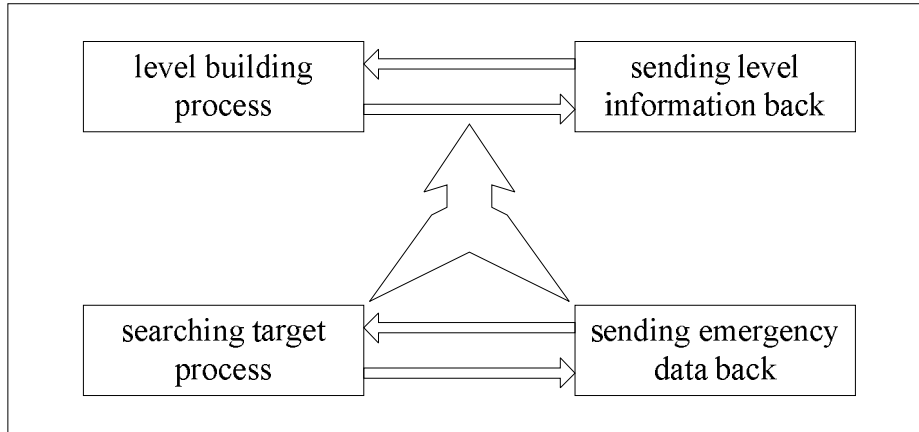 level building
process
sending level
information back
searching target
process
sending emergency
data back